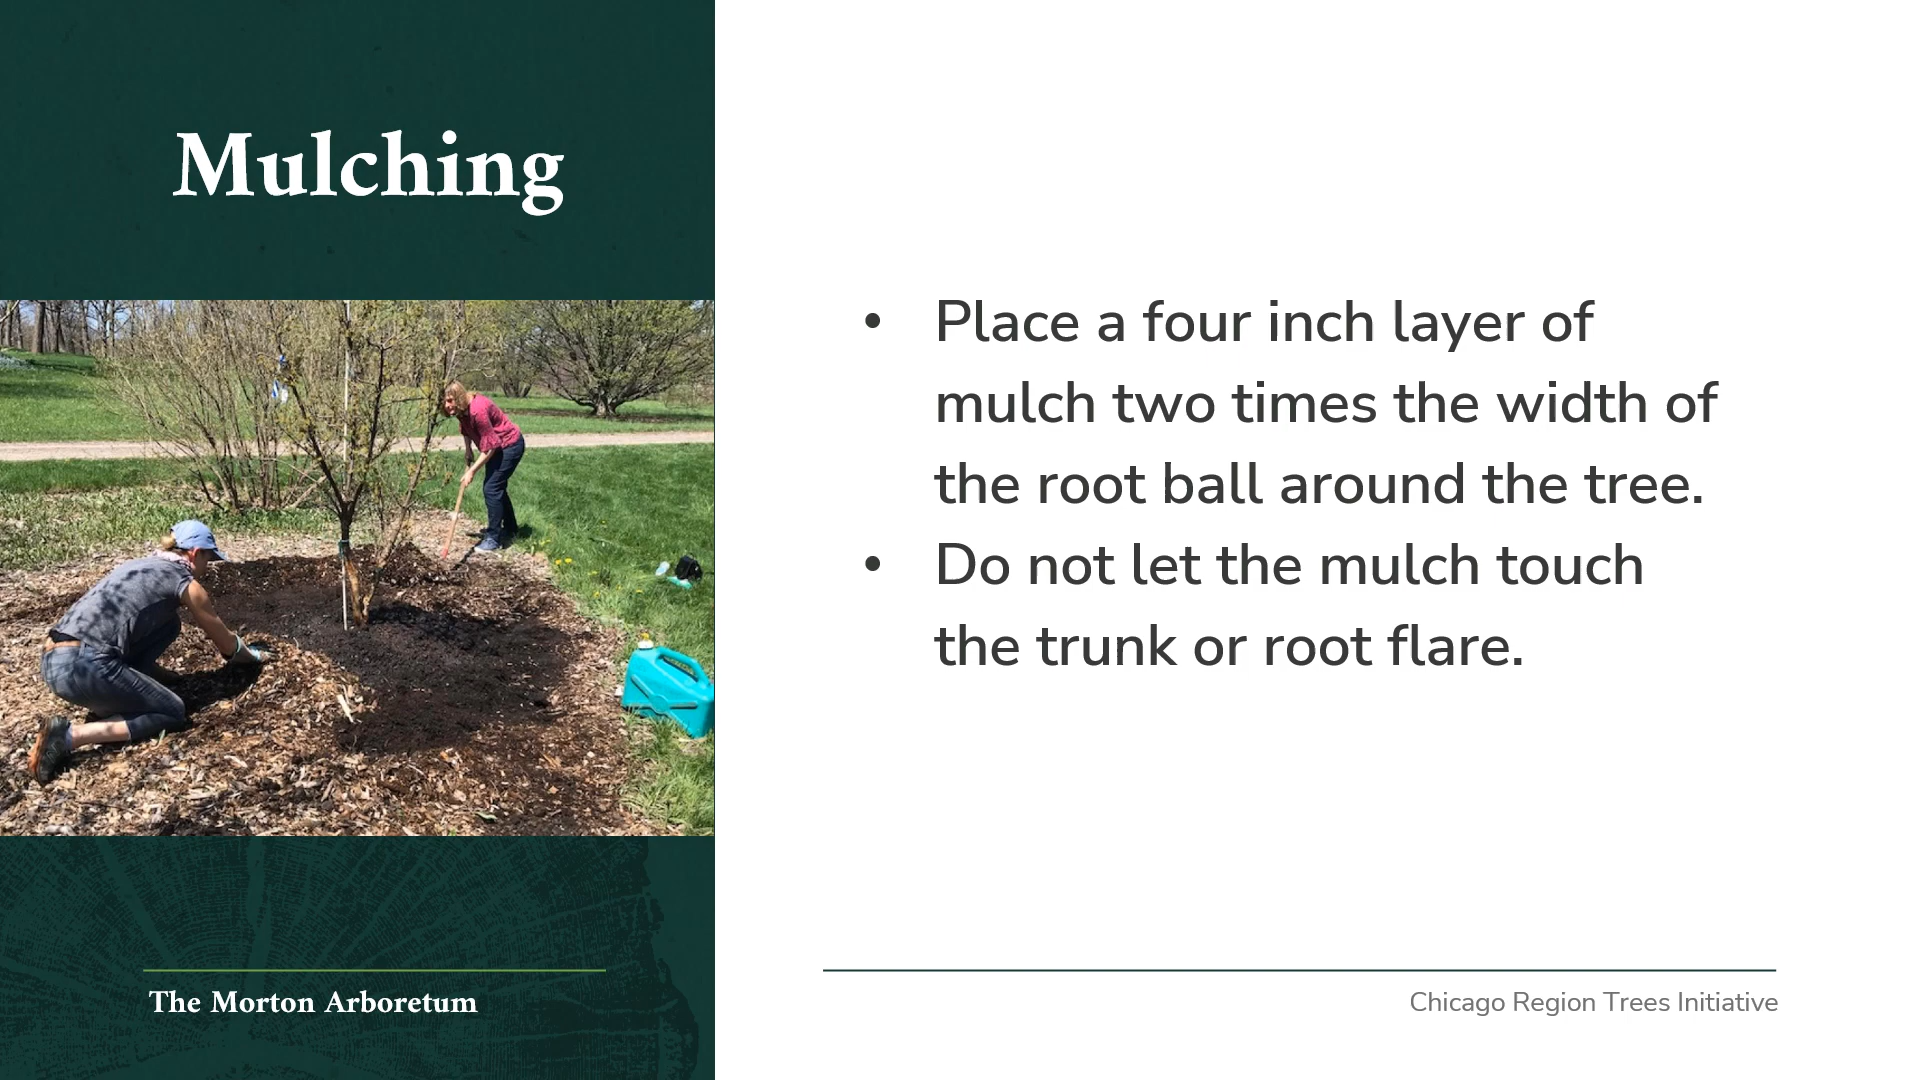 Mulching
• Place a four inch layer of
mulch two times the width of
the root ball around the tree.
• Do not let the mulch touch
the trunk or root flare.
The Morton Arboretum
Chicago Region Trees Initiative